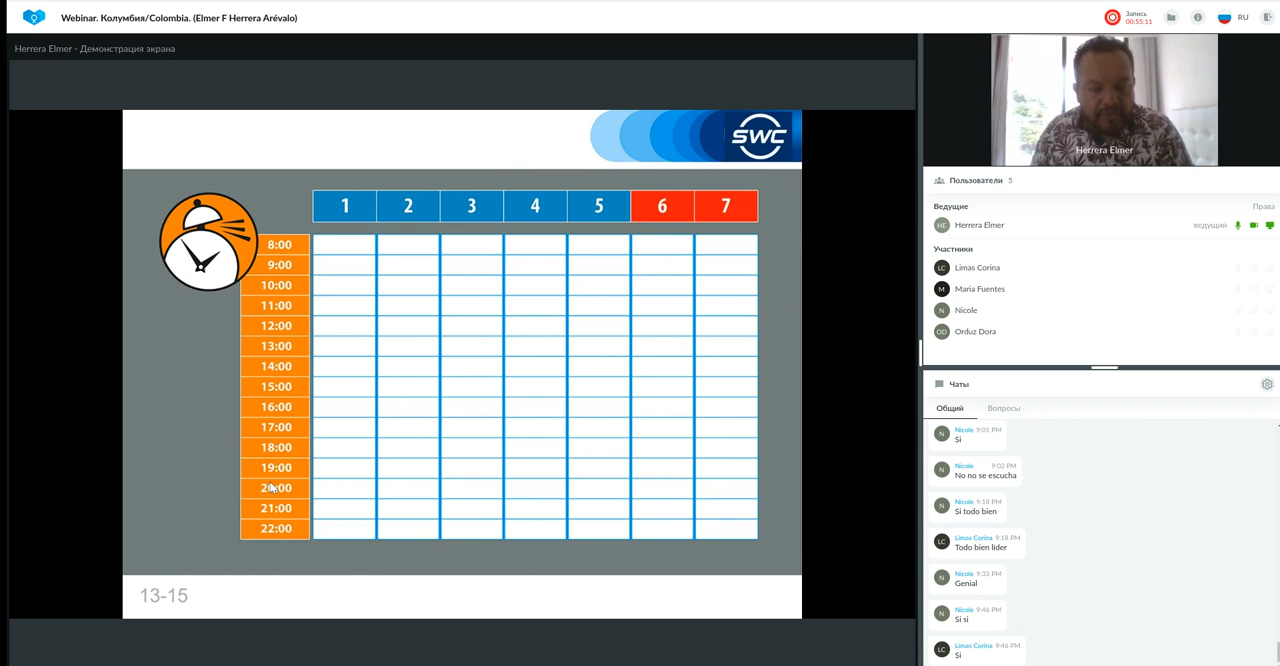 Webinar. Колумбия/Colombia. (Elmer F Herrera Arévalo)
Запись
00:55:11
RU
Herrera Elmer - Демонстрация экрана
SWC
1 2 3 4 5 6 7
8:00
9:00
10:00
11:00
12:00
13:00
14:00
15:00
16:00
17:00
18:00
19:00
20:00
21:00
22:00
13-15
Herrera Elmer
Пользователи 5
Ведущие Права
HE Herrera Elmer ведущий
Участники
LC Limas Corina
M Maria Fuentes
N Nicole
OD Orduz Dora
Чаты
Общий Вопросы
N Nicole 9:01 PM
Si
N Nicole 9:02 PM
No no se escucha
N Nicole 9:18 PM
Si todo bien
LC Limas Corina 9:18 PM
Todo bien líder
N Nicole 9:33 PM
Genial
N Nicole 9:46 PM
Si si
LC Limas Corina 9:46 PM
Si